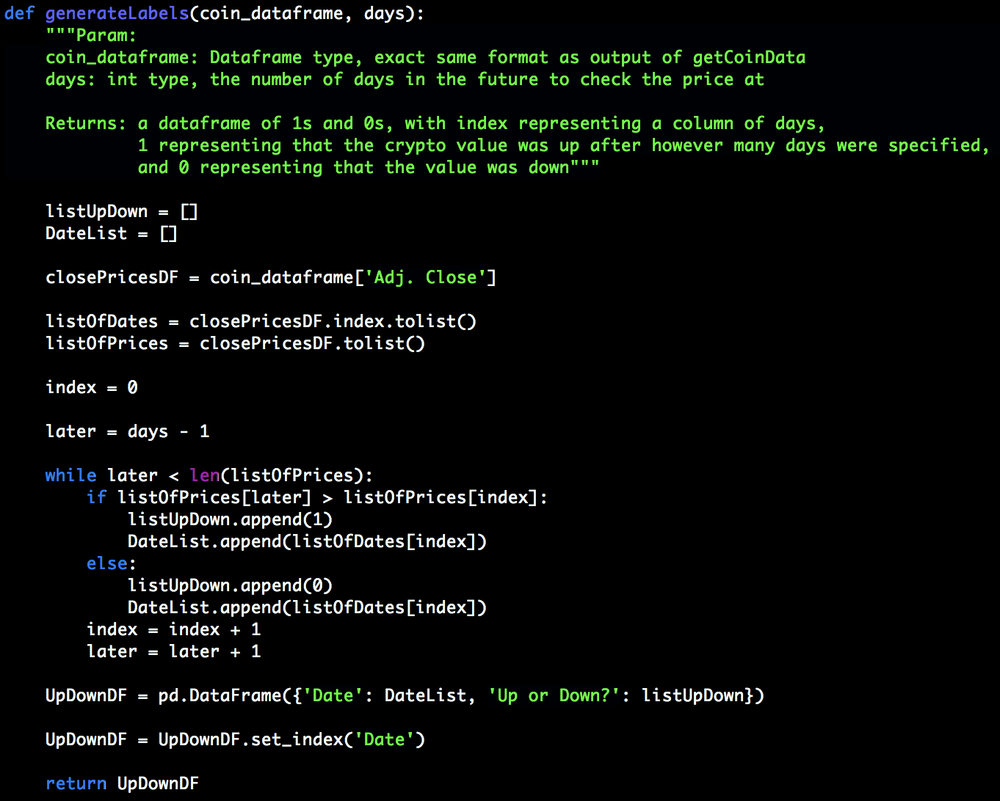 def generateLabels(coin_dataframe, days):
    """Param:
    coin_dataframe: Dataframe type, exact same format as output of getCoinData
    days: int type, the number of days in the future to check the price at

    Returns: a dataframe of 1s and 0s, with index representing a column of days,
             1 representing that the crypto value was up after however many days were specified,
             and 0 representing that the value was down"""

    listUpDown = []
    DateList = []

    closePricesDF = coin_dataframe['Adj. Close']

    listOfDates = closePricesDF.index.tolist()
    listOfPrices = closePricesDF.tolist()

    index = 0

    later = days - 1

    while later < len(listOfPrices):
        if listOfPrices[later] > listOfPrices[index]:
            listUpDown.append(1)
            DateList.append(listOfDates[index])
        else:
            listUpDown.append(0)
            DateList.append(listOfDates[index])
        index = index + 1
        later = later + 1

    UpDownDF = pd.DataFrame({'Date': DateList, 'Up or Down?': listUpDown})

    UpDownDF = UpDownDF.set_index('Date')

    return UpDownDF